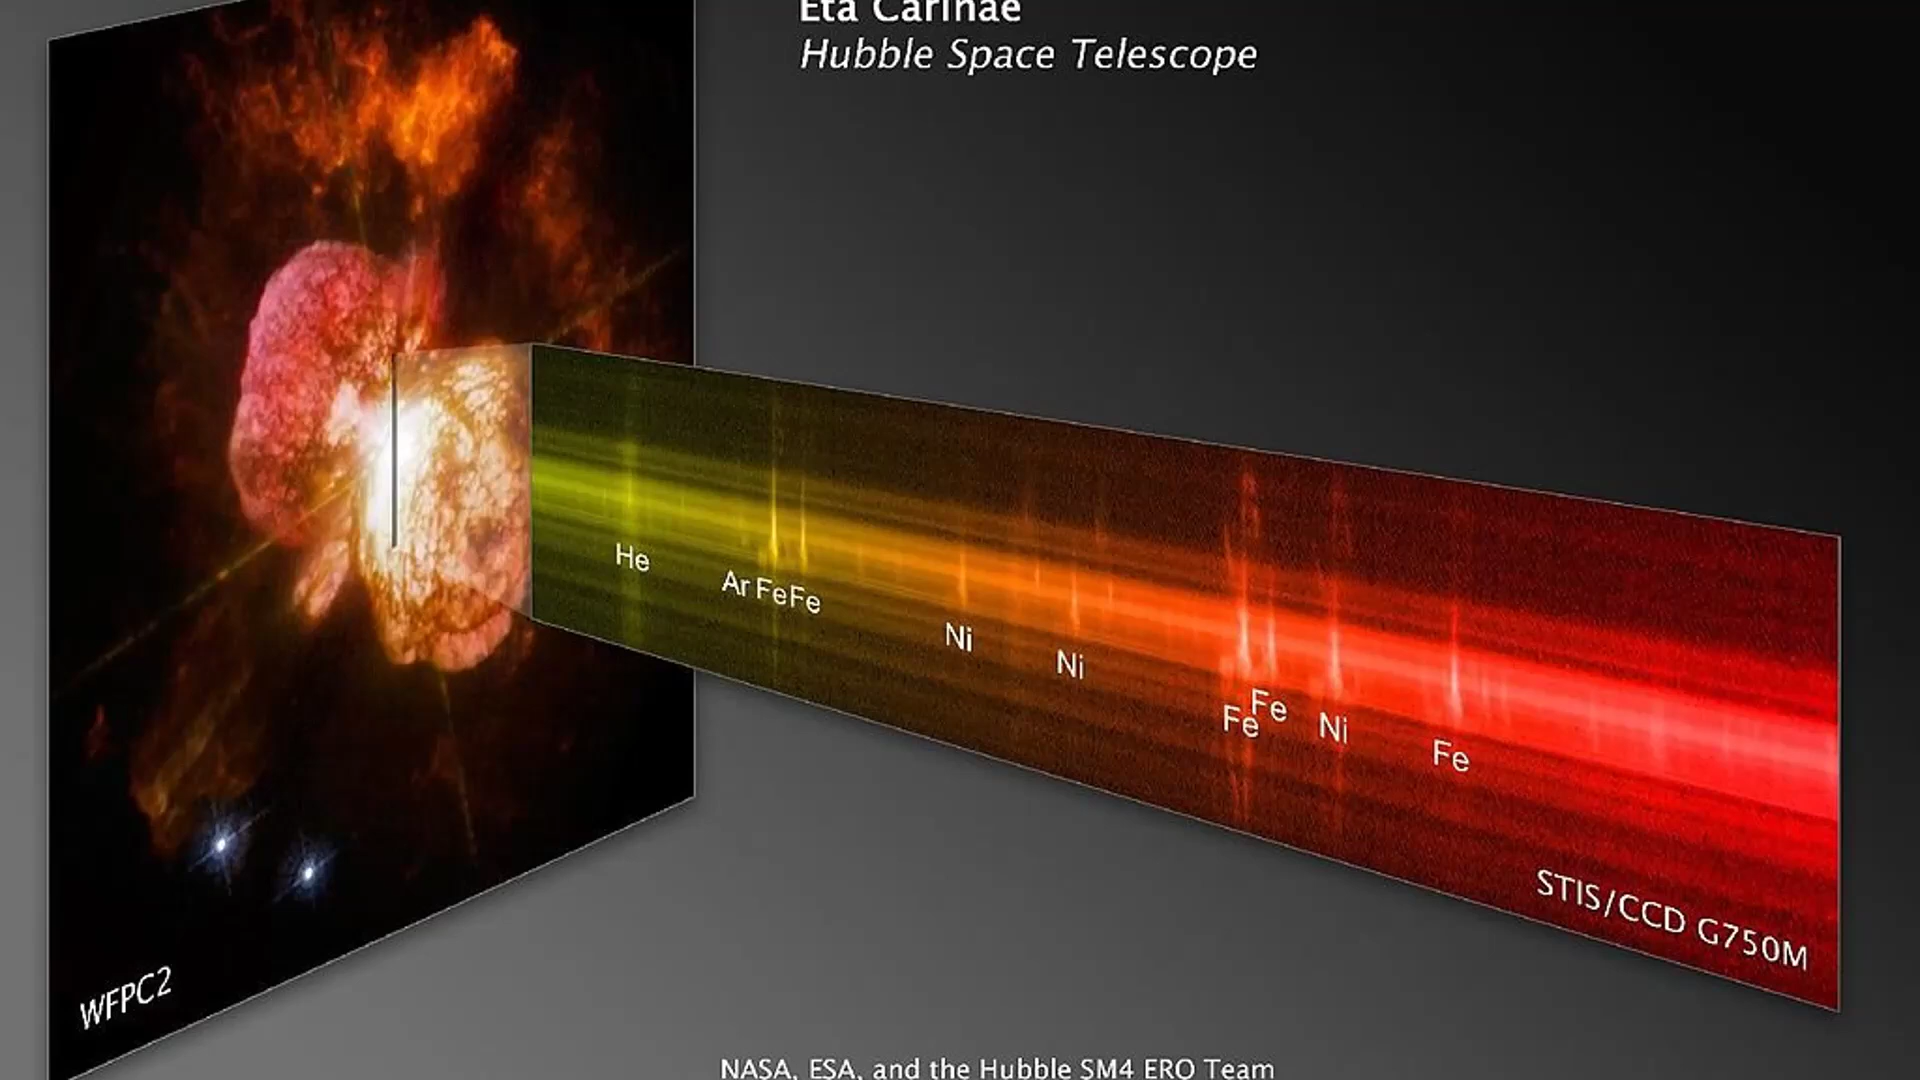 Eta Carinae
Hubble Space Telescope
He
Ar Fe Fe
Ni
Ni
Fe
Fe
Ni
Fe
STIS/CCD G750M
WFPC2
NASA, ESA, and the Hubble SM4 ERO Team